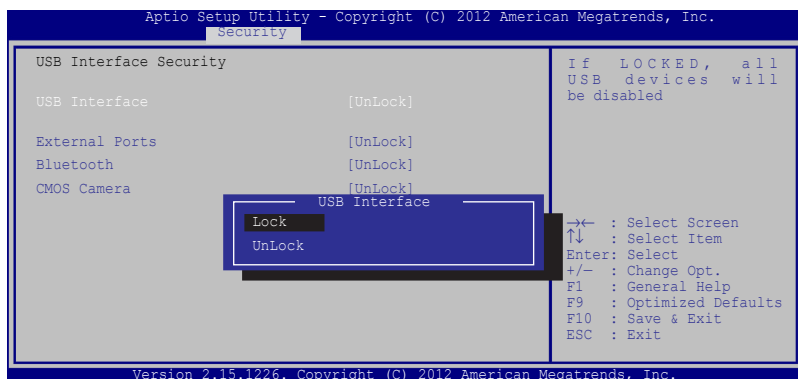 Aptio Setup Utility - Copyright (C) 2012 American Megatrends, Inc.
Security
USB Interface Security
USB Interface [UnLock]
External Ports [UnLock]
Bluetooth [UnLock]
CMOS Camera [UnLock]
USB Interface
Lock
UnLock
If LOCKED, all
USB devices will
be disabled
→← : Select Screen
↑↓ : Select Item
Enter: Select
+/— : Change Opt.
F1 : General Help
F9 : Optimized Defaults
F10 : Save & Exit
ESC : Exit
Version 2.15.1226. Copyright (C) 2012 American Megatrends, Inc.